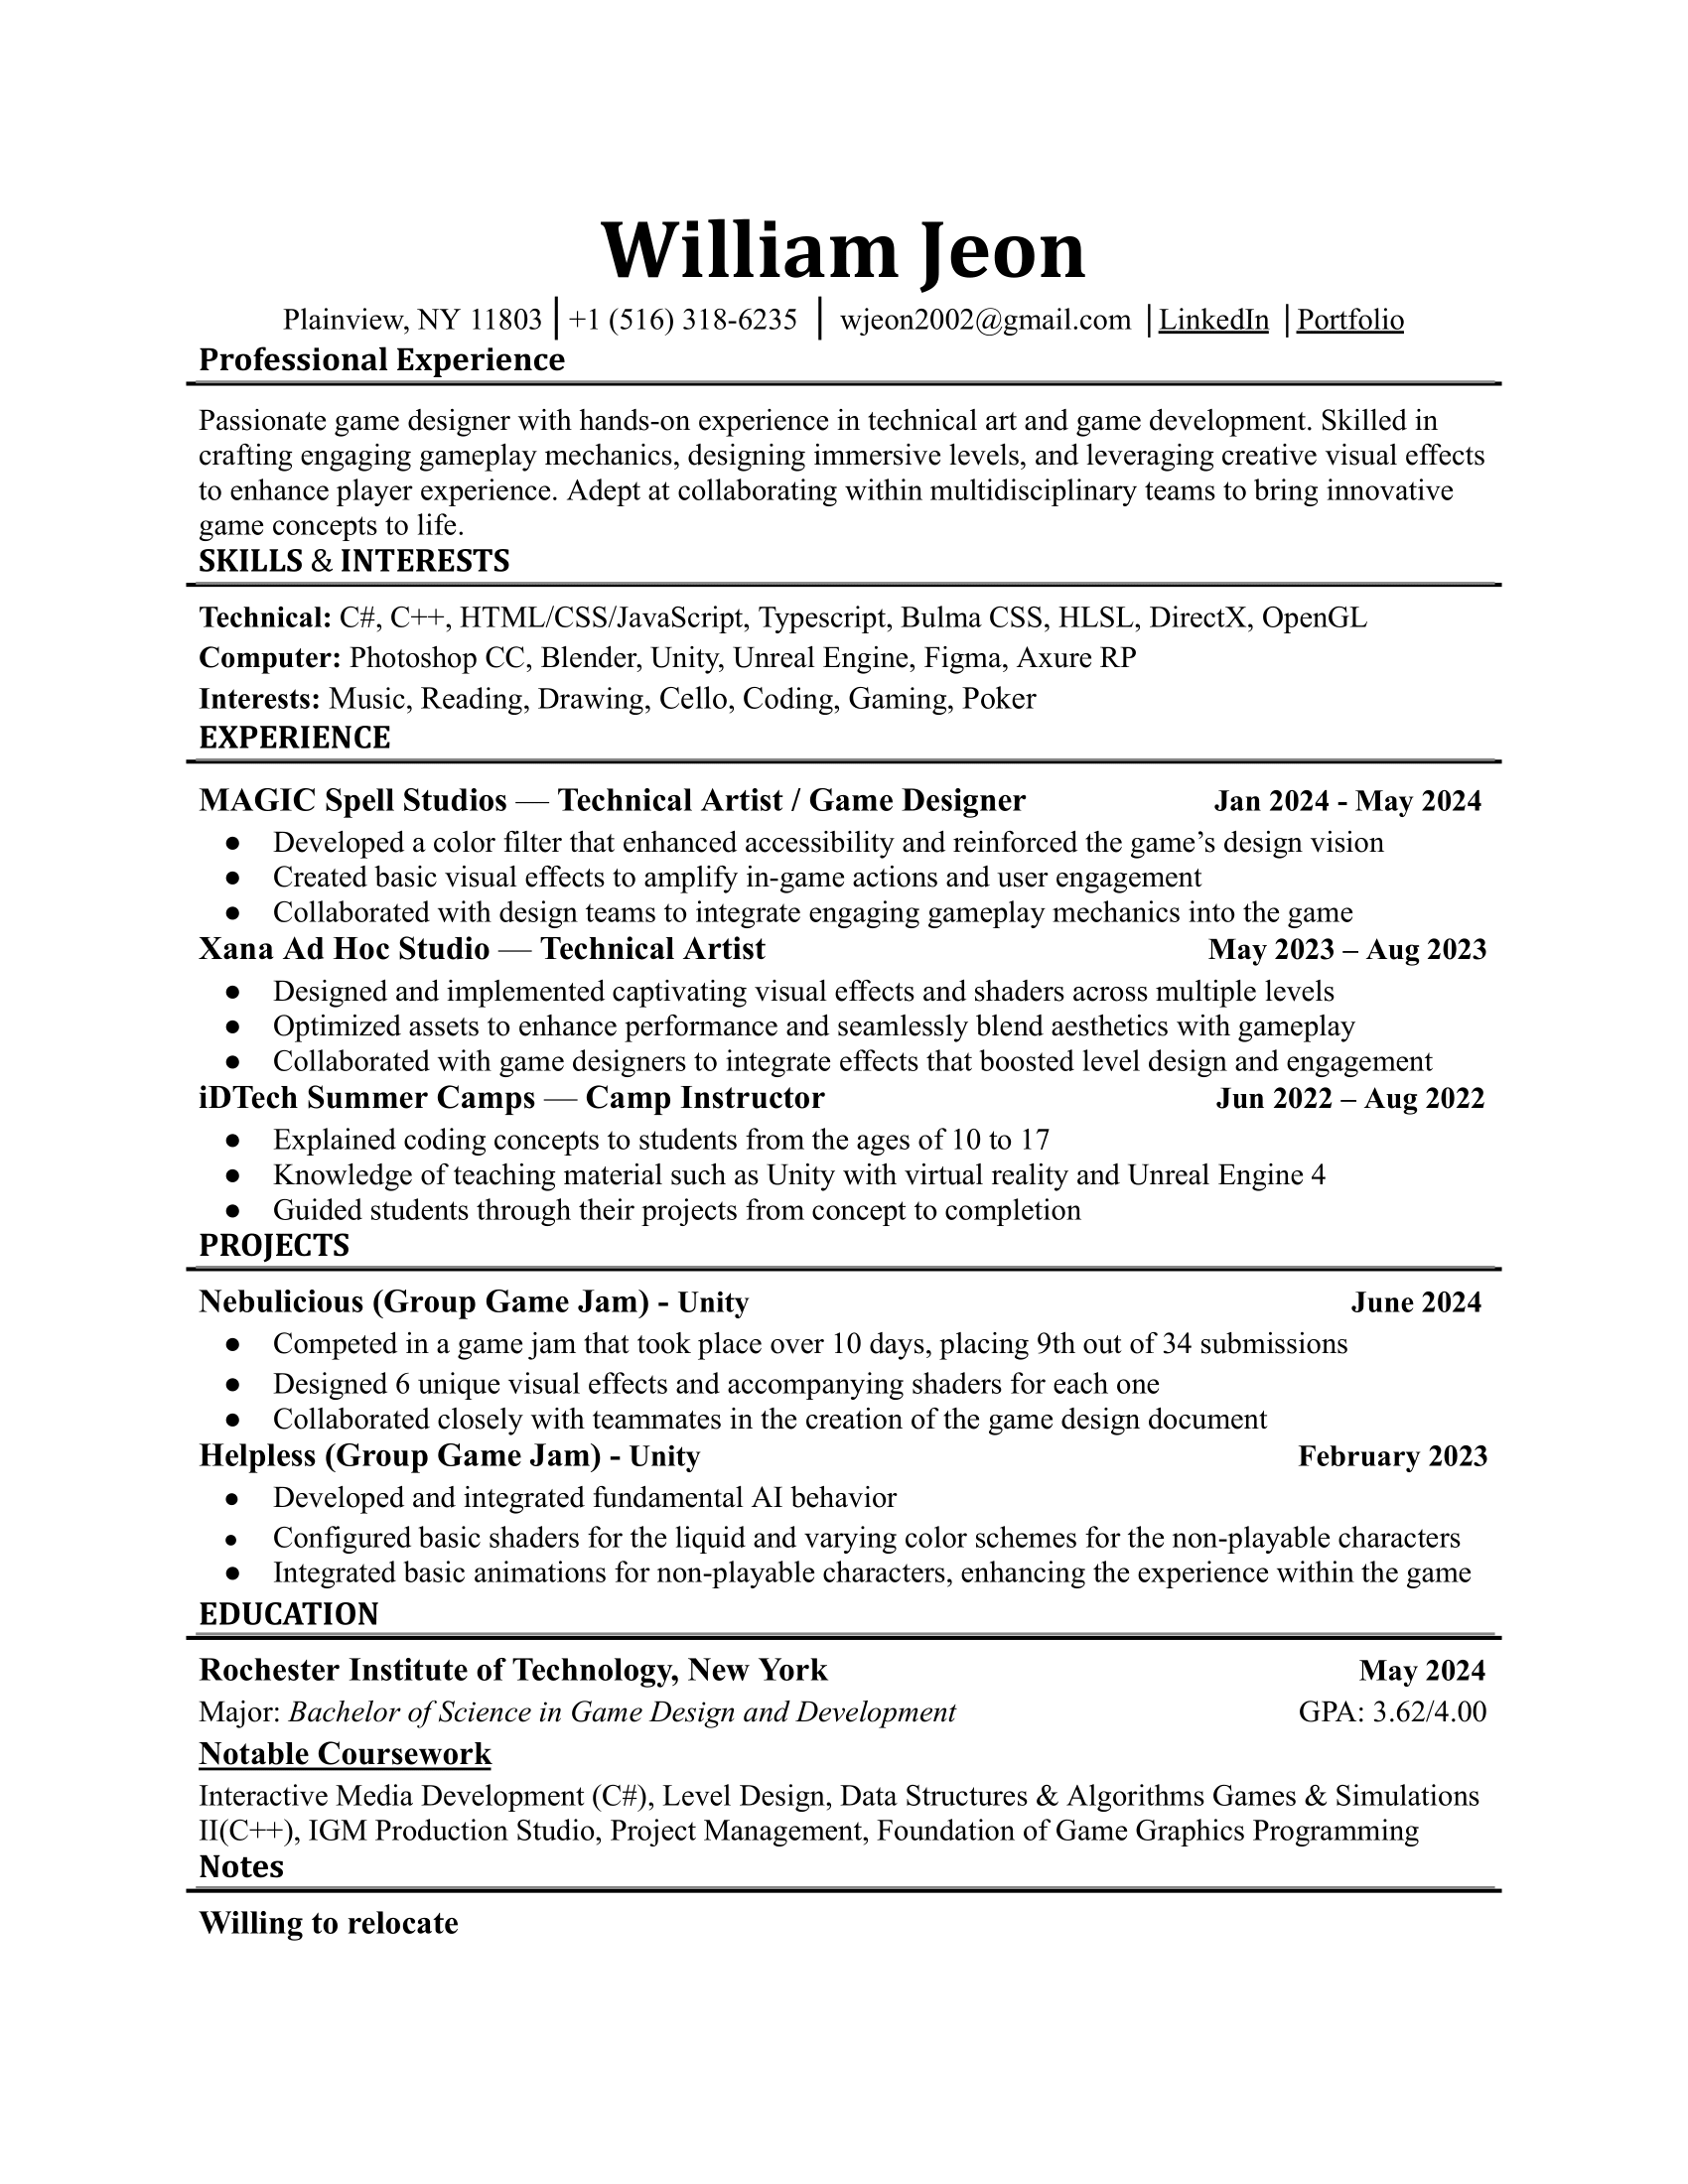 William Jeon
Plainview, NY 11803 | +1 (516) 318-6235 | wjeon2002@gmail.com | LinkedIn | Portfolio
Professional Experience
Passionate game designer with hands-on experience in technical art and game development. Skilled in
crafting engaging gameplay mechanics, designing immersive levels, and leveraging creative visual effects
to enhance player experience. Adept at collaborating within multidisciplinary teams to bring innovative
game concepts to life.
SKILLS & INTERESTS
Technical: C#, C++, HTML/CSS/JavaScript, Typescript, Bulma CSS, HLSL, DirectX, OpenGL
Computer: Photoshop CC, Blender, Unity, Unreal Engine, Figma, Axure RP
Interests: Music, Reading, Drawing, Cello, Coding, Gaming, Poker
EXPERIENCE
MAGIC Spell Studios — Technical Artist / Game Designer Jan 2024 - May 2024
● Developed a color filter that enhanced accessibility and reinforced the game’s design vision
● Created basic visual effects to amplify in-game actions and user engagement
● Collaborated with design teams to integrate engaging gameplay mechanics into the game
Xana Ad Hoc Studio — Technical Artist May 2023 – Aug 2023
● Designed and implemented captivating visual effects and shaders across multiple levels
● Optimized assets to enhance performance and seamlessly blend aesthetics with gameplay
● Collaborated with game designers to integrate effects that boosted level design and engagement
iDTech Summer Camps — Camp Instructor Jun 2022 – Aug 2022
● Explained coding concepts to students from the ages of 10 to 17
● Knowledge of teaching material such as Unity with virtual reality and Unreal Engine 4
● Guided students through their projects from concept to completion
PROJECTS
Nebulicious (Group Game Jam) - Unity June 2024
● Competed in a game jam that took place over 10 days, placing 9th out of 34 submissions
● Designed 6 unique visual effects and accompanying shaders for each one
● Collaborated closely with teammates in the creation of the game design document
Helpless (Group Game Jam) - Unity February 2023
● Developed and integrated fundamental AI behavior
● Configured basic shaders for the liquid and varying color schemes for the non-playable characters
● Integrated basic animations for non-playable characters, enhancing the experience within the game
EDUCATION
Rochester Institute of Technology, New York May 2024
Major: Bachelor of Science in Game Design and Development GPA: 3.62/4.00
Notable Coursework
Interactive Media Development (C#), Level Design, Data Structures & Algorithms Games & Simulations
II(C++), IGM Production Studio, Project Management, Foundation of Game Graphics Programming
Notes
Willing to relocate